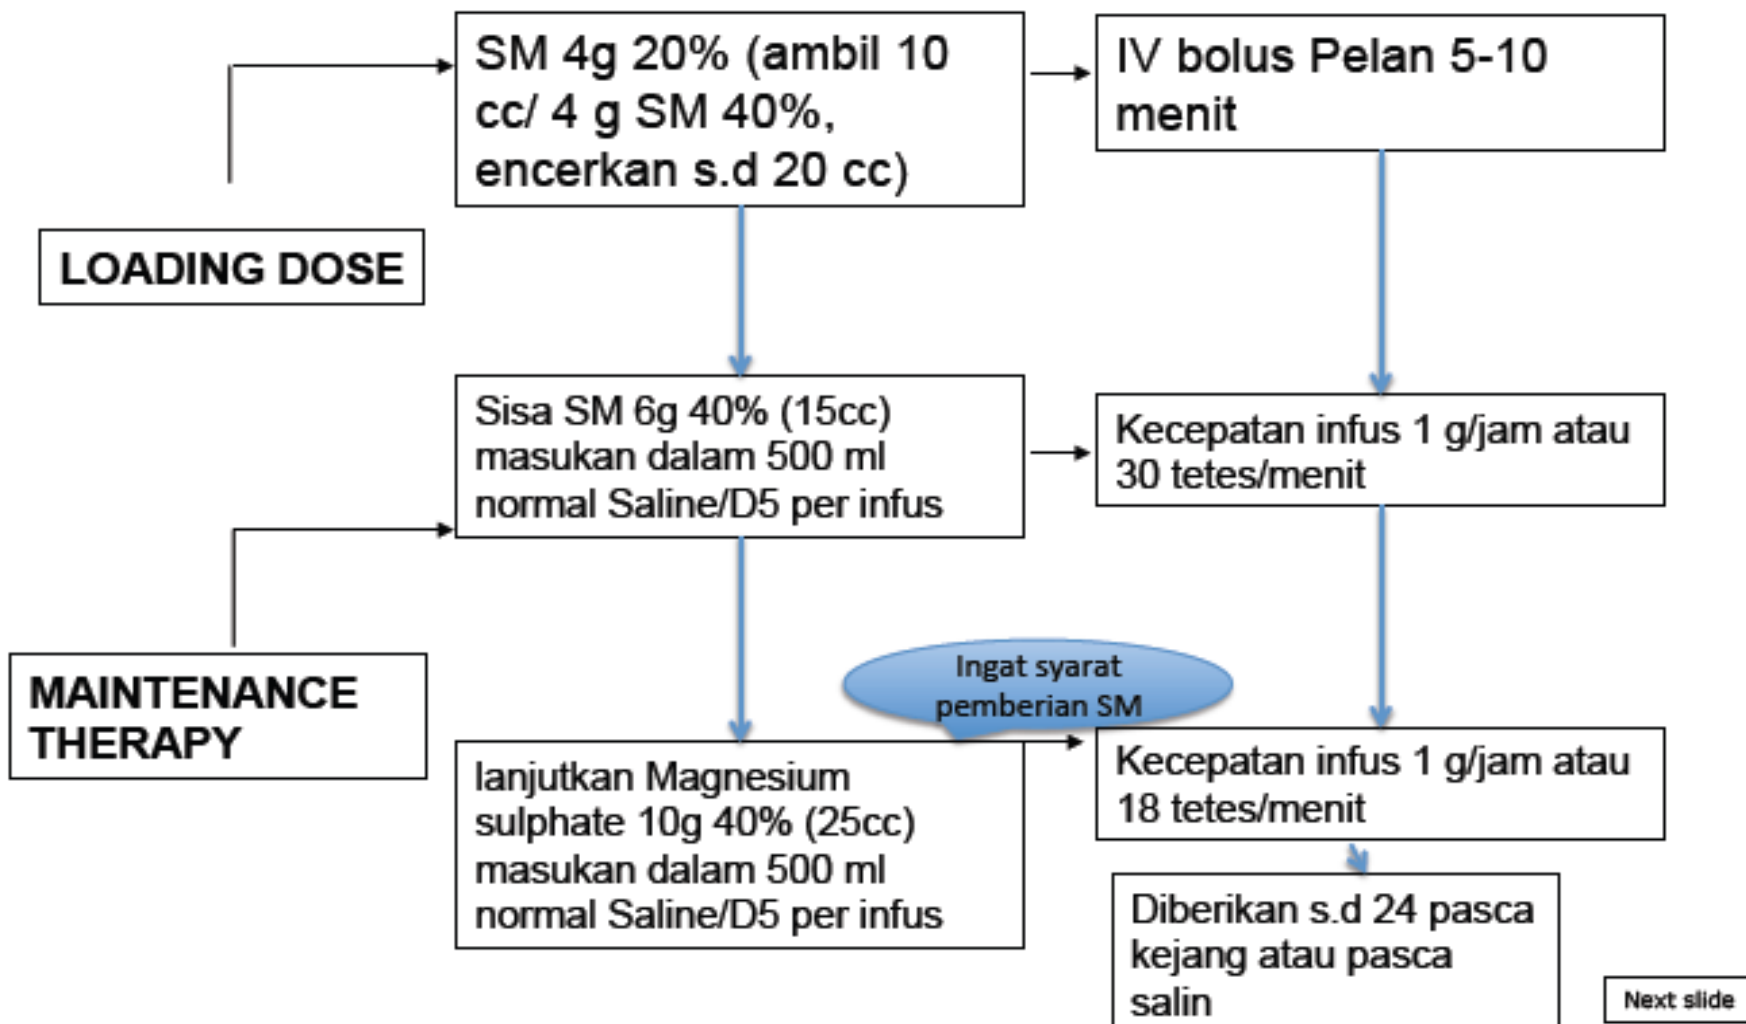 SM 4g 20% (ambil 10
cc/ 4 g SM 40%,
encerkan s.d 20 cc)
IV bolus Pelan 5-10
menit
LOADING DOSE
Sisa SM 6g 40% (15cc)
masukan dalam 500 ml
normal Saline/D5 per infus
Kecepatan infus 1 g/jam atau
30 tetes/menit
MAINTENANCE
THERAPY
Ingat syarat
pemberian SM
lanjutkan Magnesium
sulphate 10g 40% (25cc)
masukan dalam 500 ml
normal Saline/D5 per infus
Kecepatan infus 1 g/jam atau
18 tetes/menit
Diberikan s.d 24 pasca
kejang atau pasca
salin
Next slide